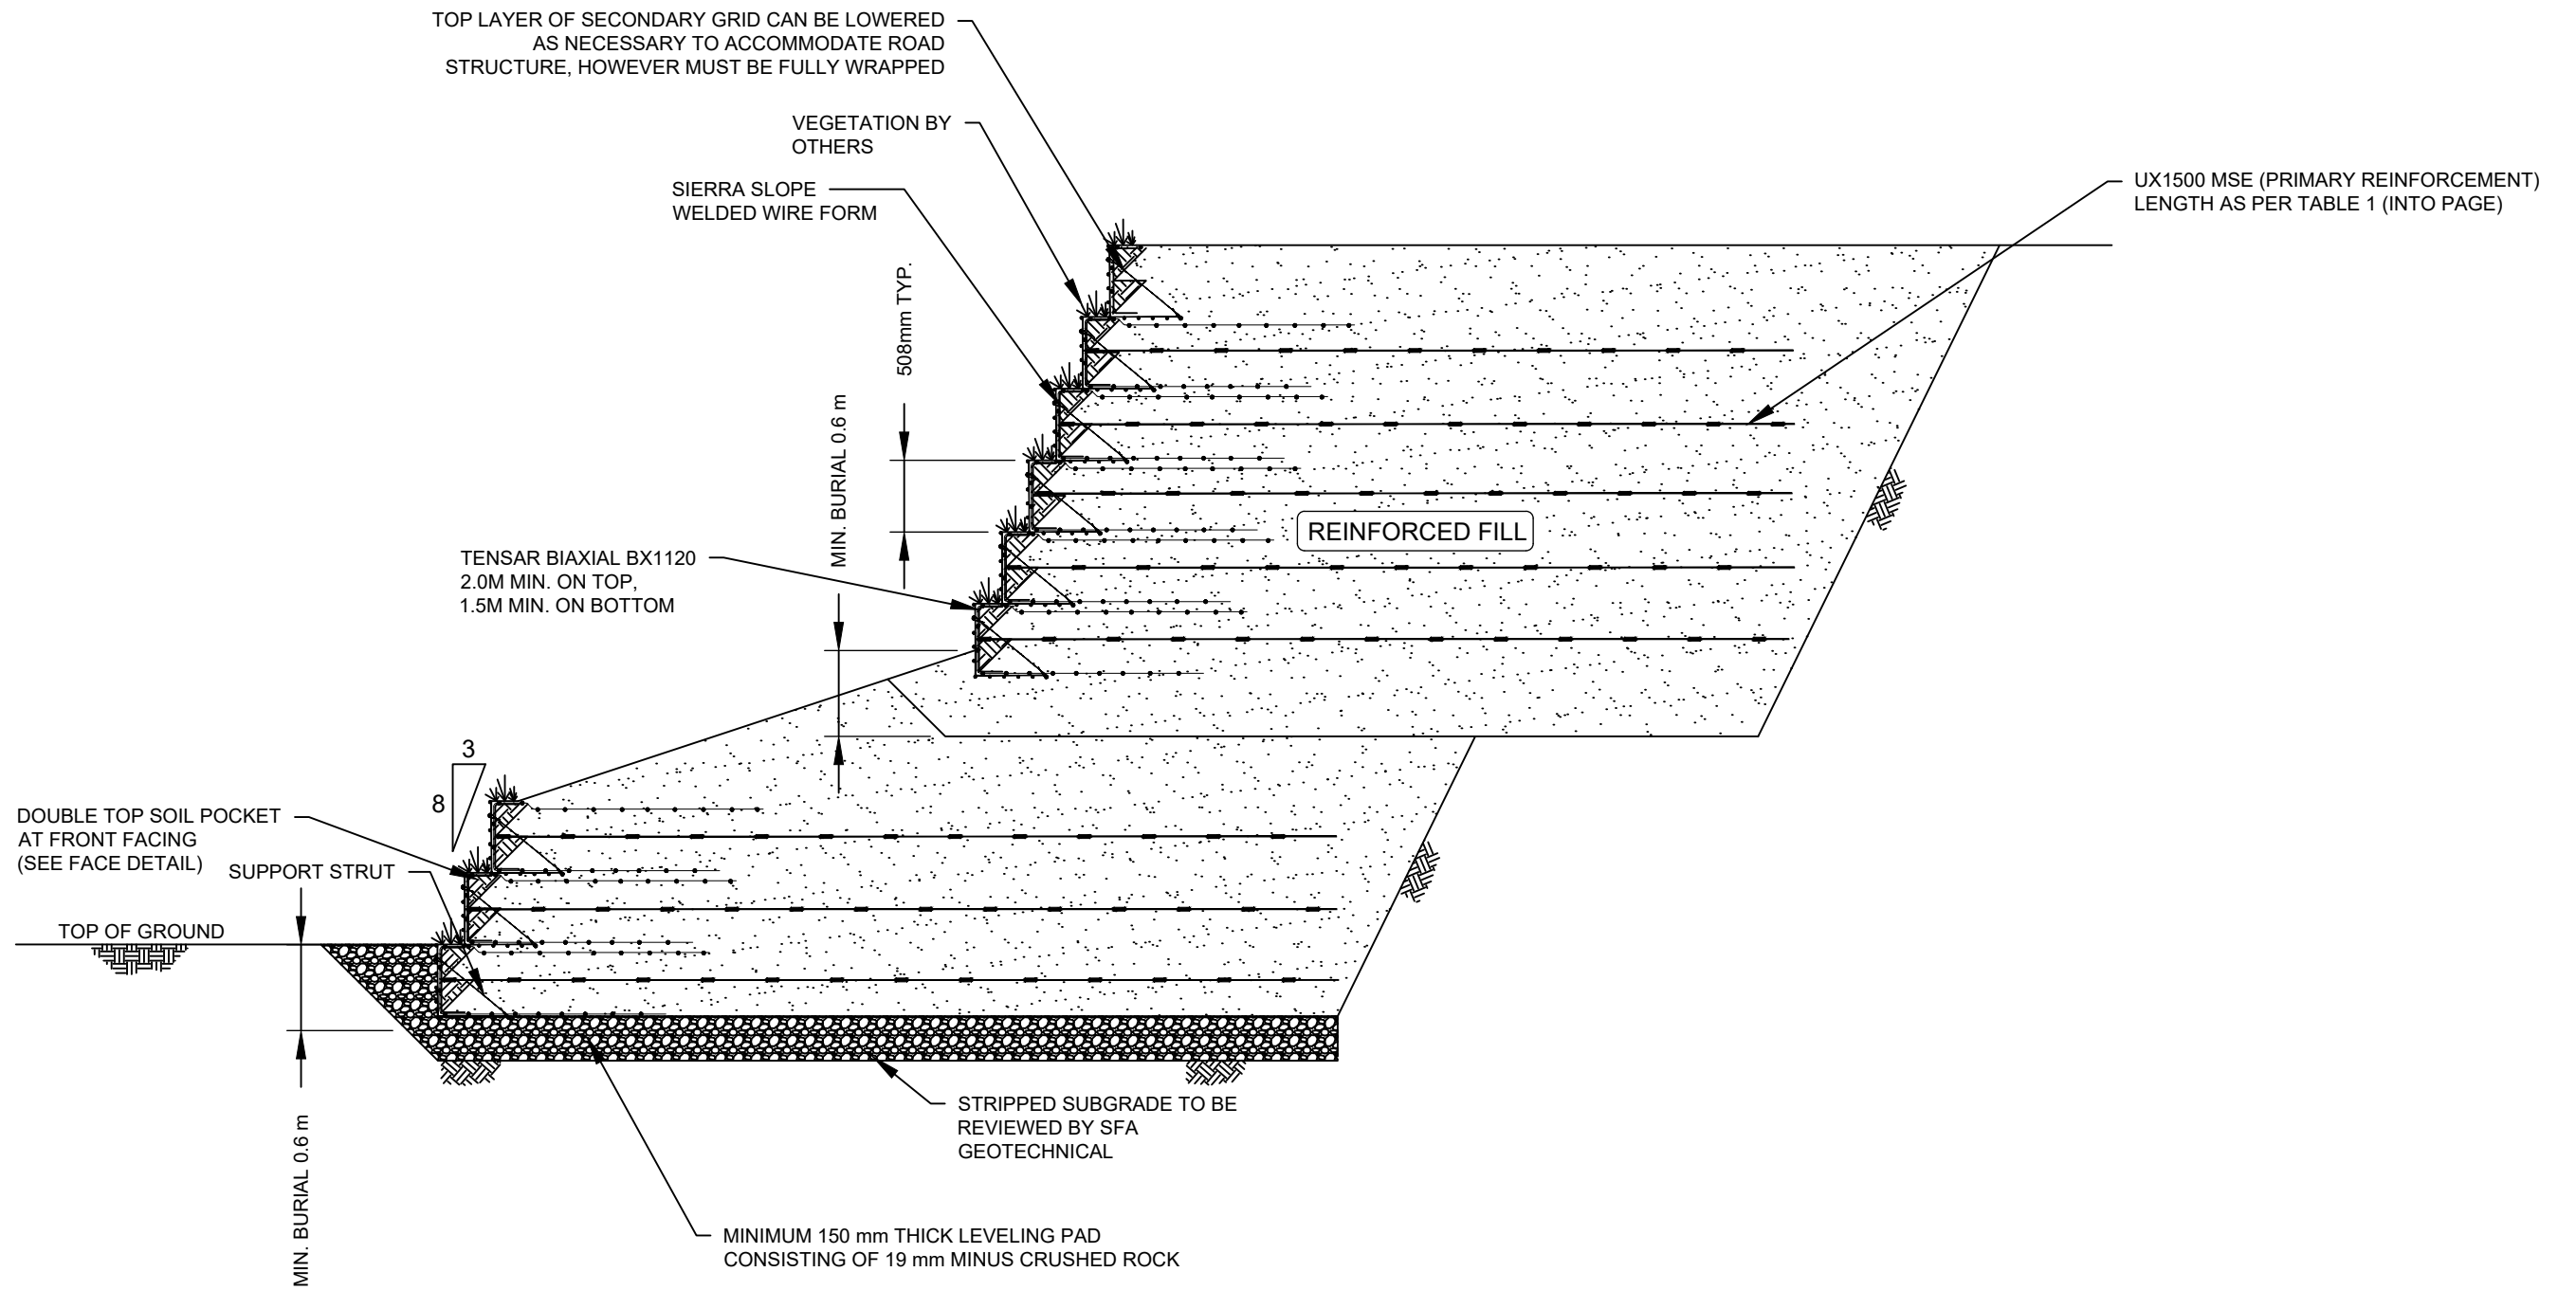 TOP LAYER OF SECONDARY GRID CAN BE LOWERED
AS NECESSARY TO ACCOMMODATE ROAD
STRUCTURE, HOWEVER MUST BE FULLY WRAPPED
VEGETATION BY
OTHERS
SIERRA SLOPE
WELDED WIRE FORM
UX1500 MSE (PRIMARY REINFORCEMENT)
LENGTH AS PER TABLE 1 (INTO PAGE)
508mm TYP.
MIN. BURIAL 0.6 m
REINFORCED FILL
TENSAR BIAXIAL BX1120
2.0M MIN. ON TOP,
1.5M MIN. ON BOTTOM
3
8
DOUBLE TOP SOIL POCKET
AT FRONT FACING
(SEE FACE DETAIL)
SUPPORT STRUT
TOP OF GROUND
MIN. BURIAL 0.6 m
STRIPPED SUBGRADE TO BE
REVIEWED BY SFA
GEOTECHNICAL
MINIMUM 150 mm THICK LEVELING PAD
CONSISTING OF 19 mm MINUS CRUSHED ROCK